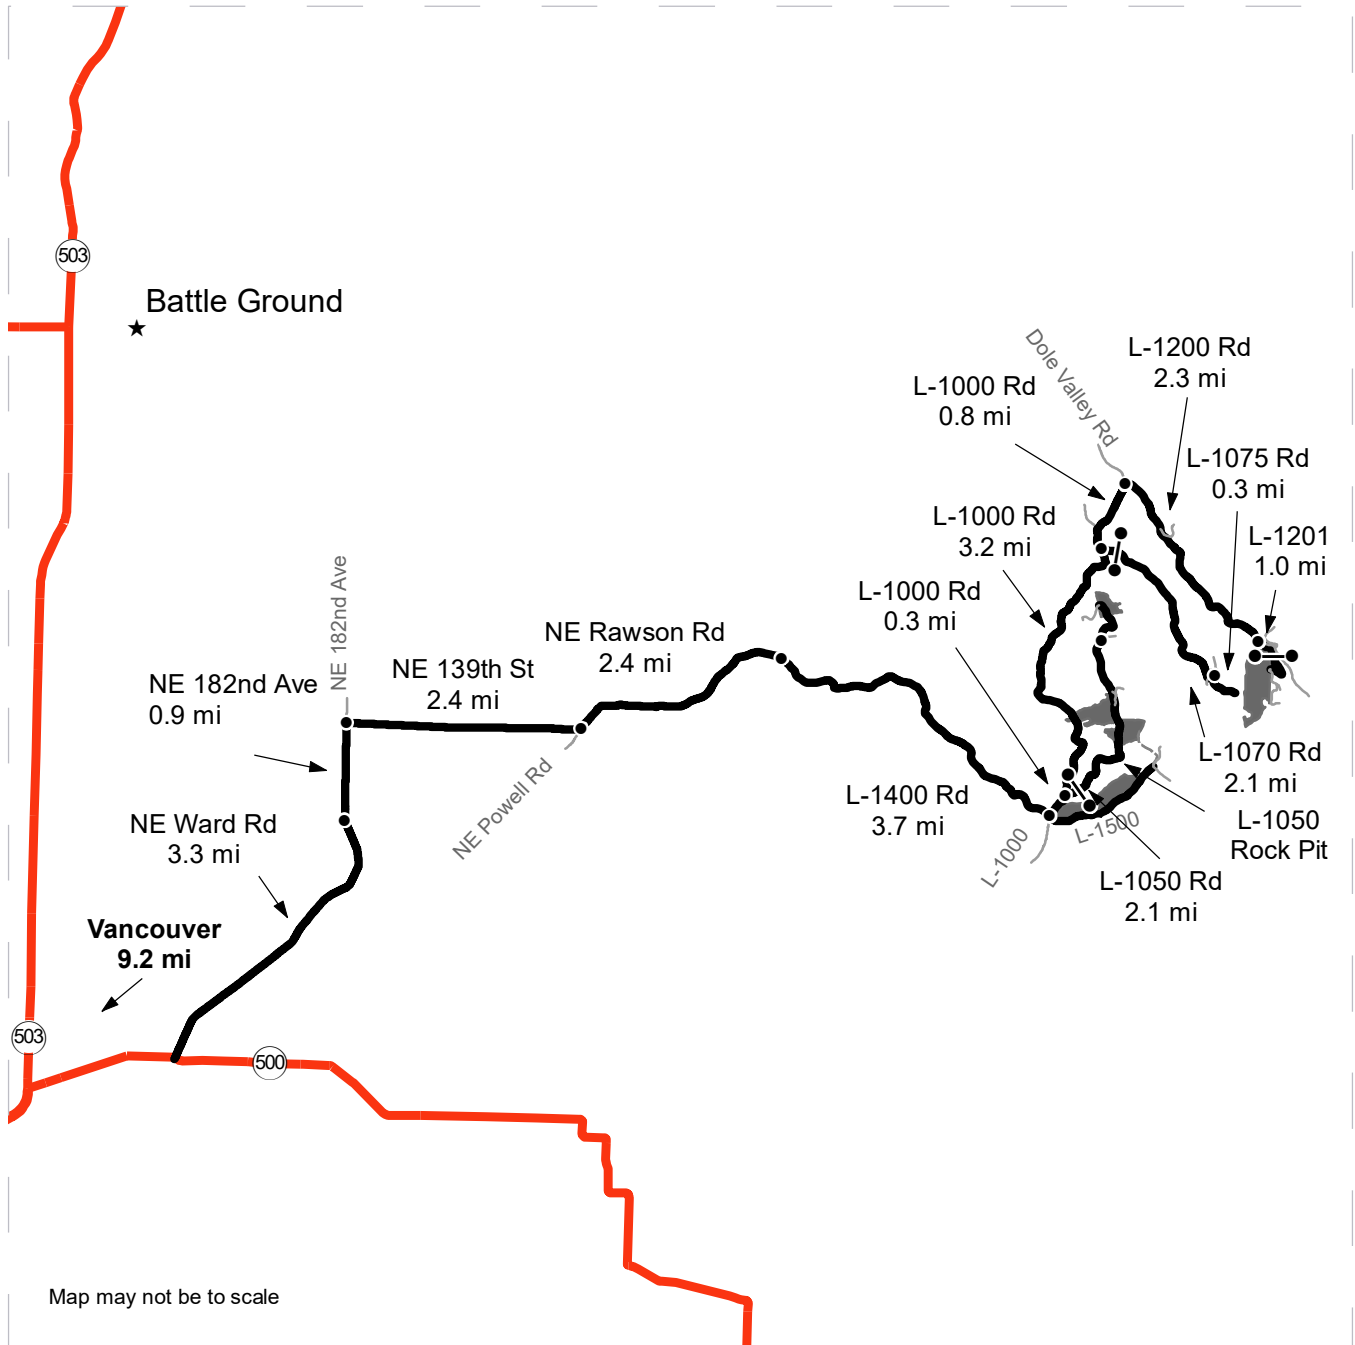 503
Battle Ground
Dole Valley Rd
L-1200 Rd
2.3 mi
L-1000 Rd
0.8 mi
L-1075 Rd
0.3 mi
L-1000 Rd
3.2 mi
L-1201
1.0 mi
L-1000 Rd
0.3 mi
NE 182nd Ave
NE Rawson Rd
2.4 mi
NE 139th St
2.4 mi
NE 182nd Ave
0.9 mi
L-1070 Rd
2.1 mi
NE Powell Rd
L-1400 Rd
3.7 mi
L-1500
L-1050
Rock Pit
NE Ward Rd
3.3 mi
L-1000
L-1050 Rd
2.1 mi
Vancouver
9.2 mi
503
500
Map may not be to scale